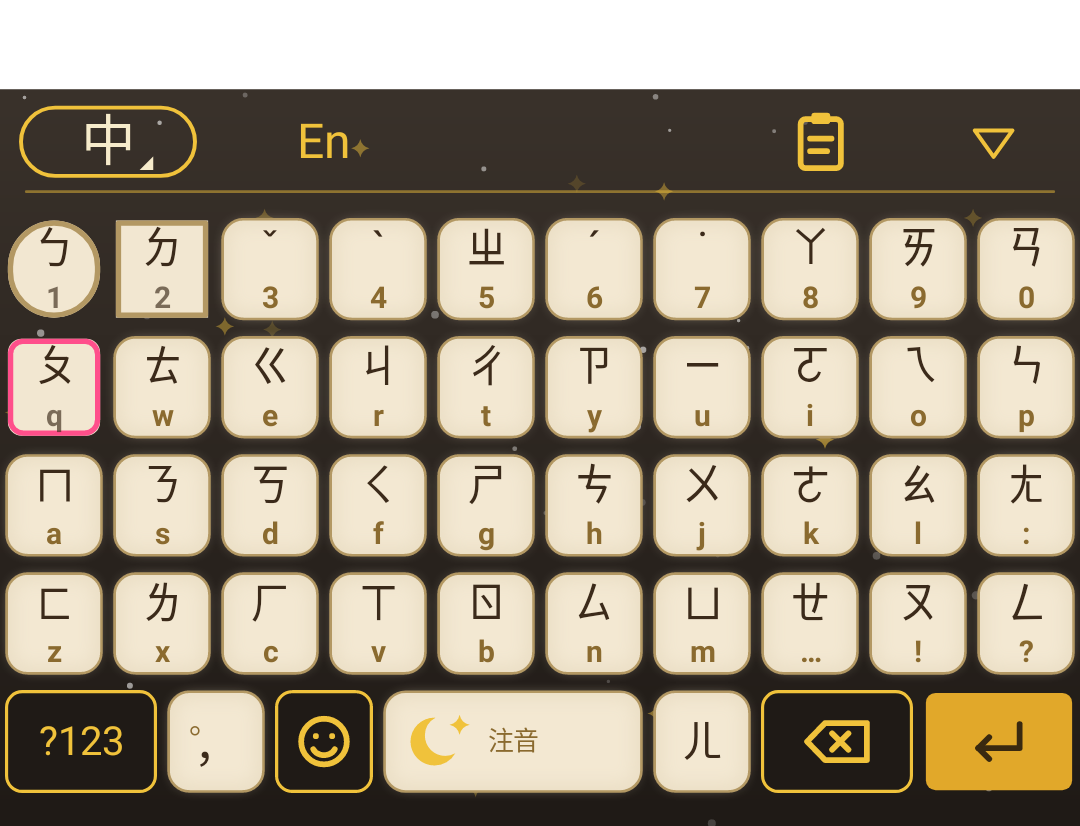 中 En
ㄅ ㄉ ˇ ˋ ㄓ ˊ ˙ ㄚ ㄞ ㄢ
1 2 3 4 5 6 7 8 9 0
ㄆ ㄊ ㄍ ㄐ ㄔ ㄗ ㄧ ㄛ ㄟ ㄣ
q w e r t y u i o p
ㄇ ㄋ ㄎ ㄑ ㄕ ㄘ ㄨ ㄜ ㄠ ㄤ
a s d f g h j k l :
ㄈ ㄌ ㄏ ㄒ ㄖ ㄙ ㄩ ㄝ ㄡ ㄥ
z x c v b n m … ! ?
?123 °, 注音 ㄦ